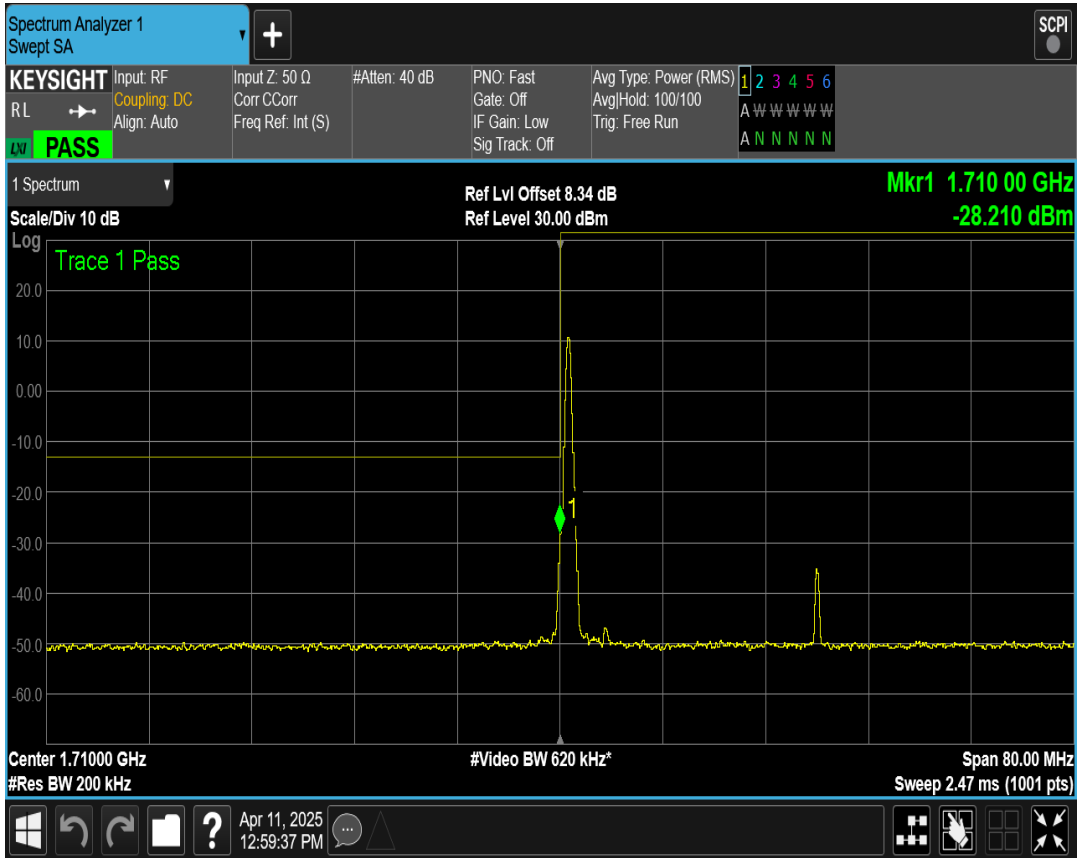 Spectrum Analyzer 1
Swept SA
SCPI
KEYSIGHT
RL
LXI PASS
Input: RF
Coupling: DC
Align: Auto
Input Z: 50 Ω
Corr CCorr
Freq Ref: Int (S)
#Atten: 40 dB
PNO: Fast
Gate: Off
IF Gain: Low
Sig Track: Off
Avg Type: Power (RMS)
Avg|Hold: 100/100
Trig: Free Run
1 2 3 4 5 6
A W W W W W
A N N N N N
1 Spectrum
Scale/Div 10 dB
Ref Lvl Offset 8.34 dB
Ref Level 30.00 dBm
Mkr1 1.710 00 GHz
-28.210 dBm
Log
Trace 1 Pass
20.0
10.0
0.00
-10.0
-20.0
1
-30.0
-40.0
-50.0
-60.0
Center 1.71000 GHz
#Res BW 200 kHz
#Video BW 620 kHz*
Span 80.00 MHz
Sweep 2.47 ms (1001 pts)
?
Apr 11, 2025
12:59:37 PM